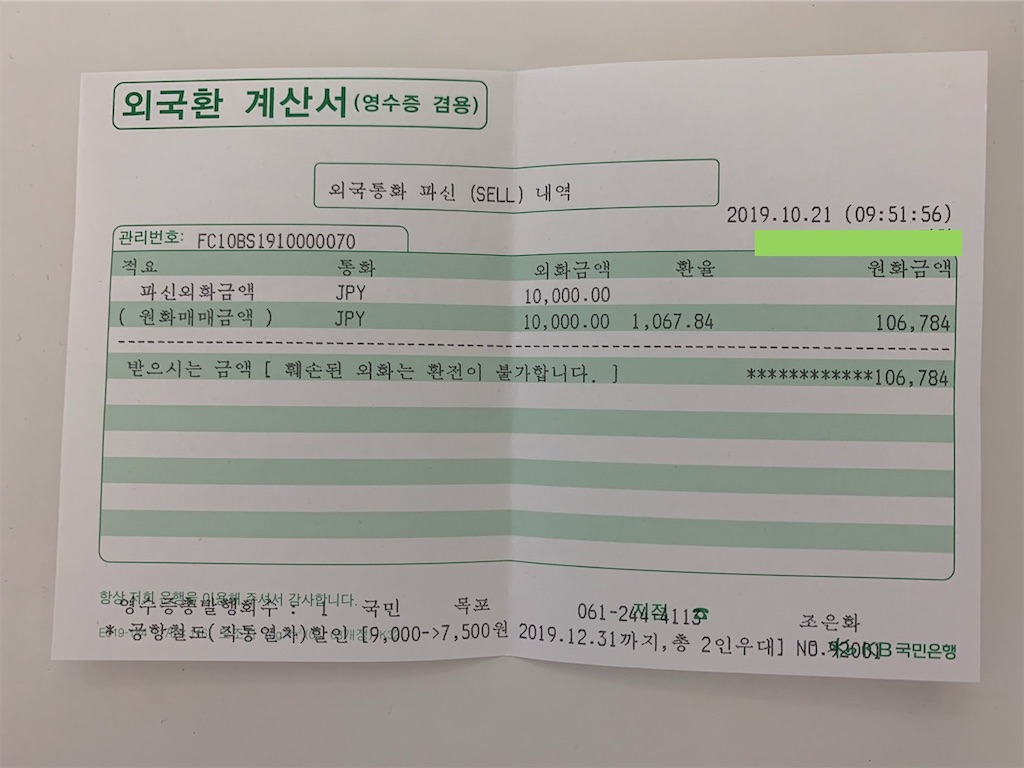 외국환 계산서(영수증 겸용)
외국통화 파신 (SELL) 내역
2019.10.21 (09:51:56)
관리번호: FC10BS1910000070
적요 통화 외화금액 환율 원화금액
파신외화금액 JPY 10,000.00
( 원화매매금액 ) JPY 10,000.00 1,067.84 106,784
받으시는 금액 [ 훼손된 외화는 환전이 불가합니다. ] ************106,784
항상 저희 은행을 이용해 주셔서 감사합니다.
영수증총발행회수 : 1 국민 목포 지점 061-244-4113 ☎ 조은화
* 공항철도(직통열차)할인[9,000->7,500원 2019.12.31까지,총 2인우대] NO.
KB국민은행